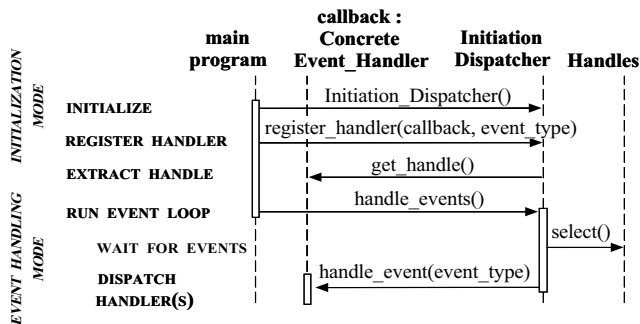 callback :
main Concrete Initiation
program Event_Handler Dispatcher Handles
INITIALIZATION
MODE
INITIALIZE Initiation_Dispatcher()
REGISTER HANDLER register_handler(callback, event_type)
EXTRACT HANDLE get_handle()
EVENT HANDLING
MODE
RUN EVENT LOOP handle_events()
WAIT FOR EVENTS select()
DISPATCH handle_event(event_type)
HANDLER(S)